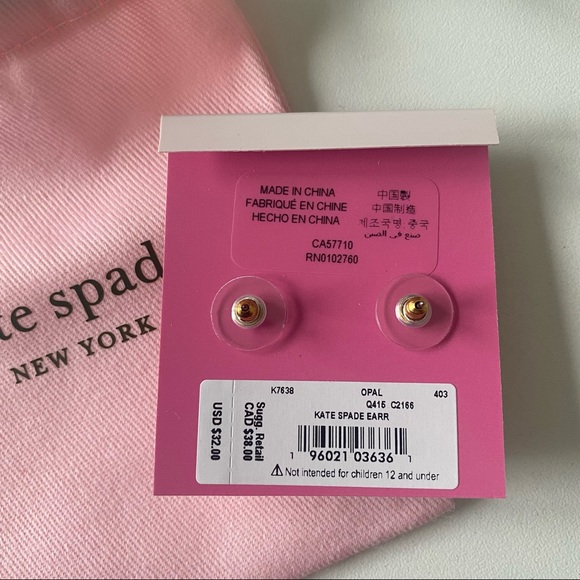 te spad
NEW YORK
MADE IN CHINA
FABRIQUÉ EN CHINE
HECHO EN CHINA
中国製
中国制造
제조국명 중국
صنع في الصين
CA57710
RN0102760
K7638 OPAL 403
Q415 C2166
KATE SPADE EARR
1 96021 03636 1
⚠ Not intended for children 12 and under
Sugg. Retail
CAD $38.00
USD $32.00